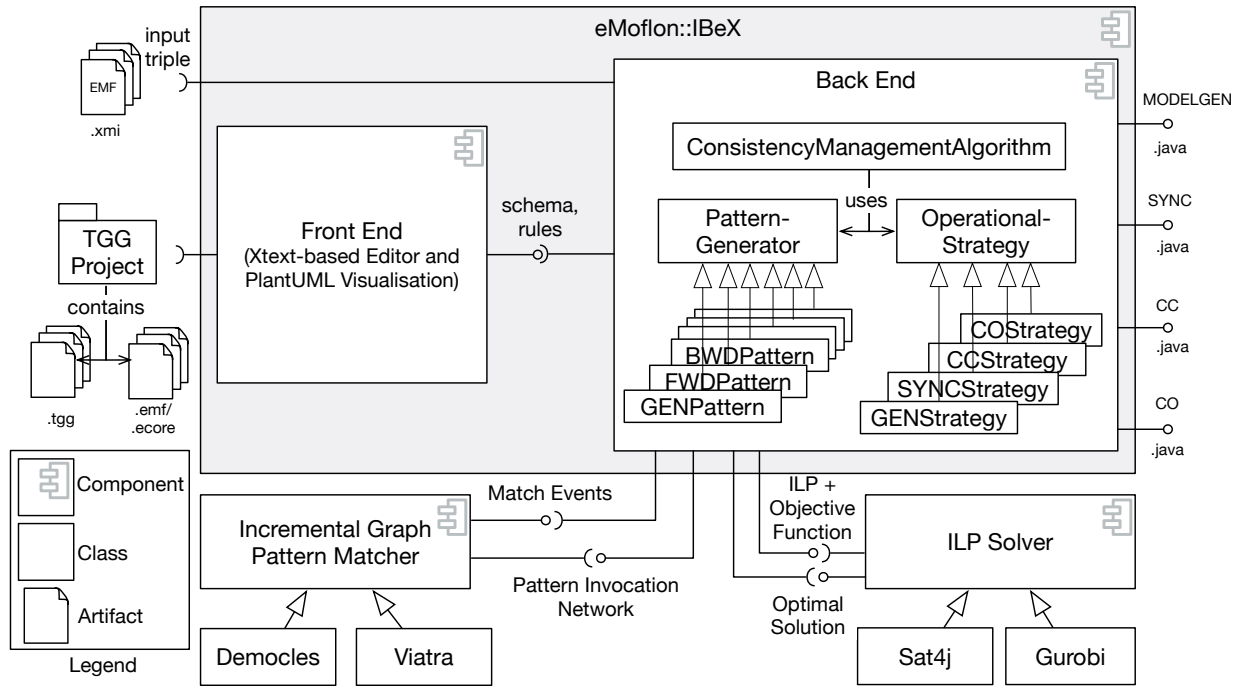 eMoflon::IBeX
input
triple
EMF
.xmi
Back End
MODELGEN
.java
ConsistencyManagementAlgorithm
uses
SYNC
.java
Pattern-
Generator
Operational-
Strategy
TGG
Project
contains
.tgg
.emf/
.ecore
Front End
(Xtext-based Editor and
PlantUML Visualisation)
schema,
rules
CC
.java
BWDPattern
FWDPattern
GENPattern
COStrategy
CCStrategy
SYNCStrategy
GENStrategy
CO
.java
Component
Class
Artifact
Legend
Match Events
Incremental Graph
Pattern Matcher
Pattern Invocation
Network
Democles
Viatra
ILP +
Objective
Function
ILP Solver
Optimal
Solution
Sat4j
Gurobi